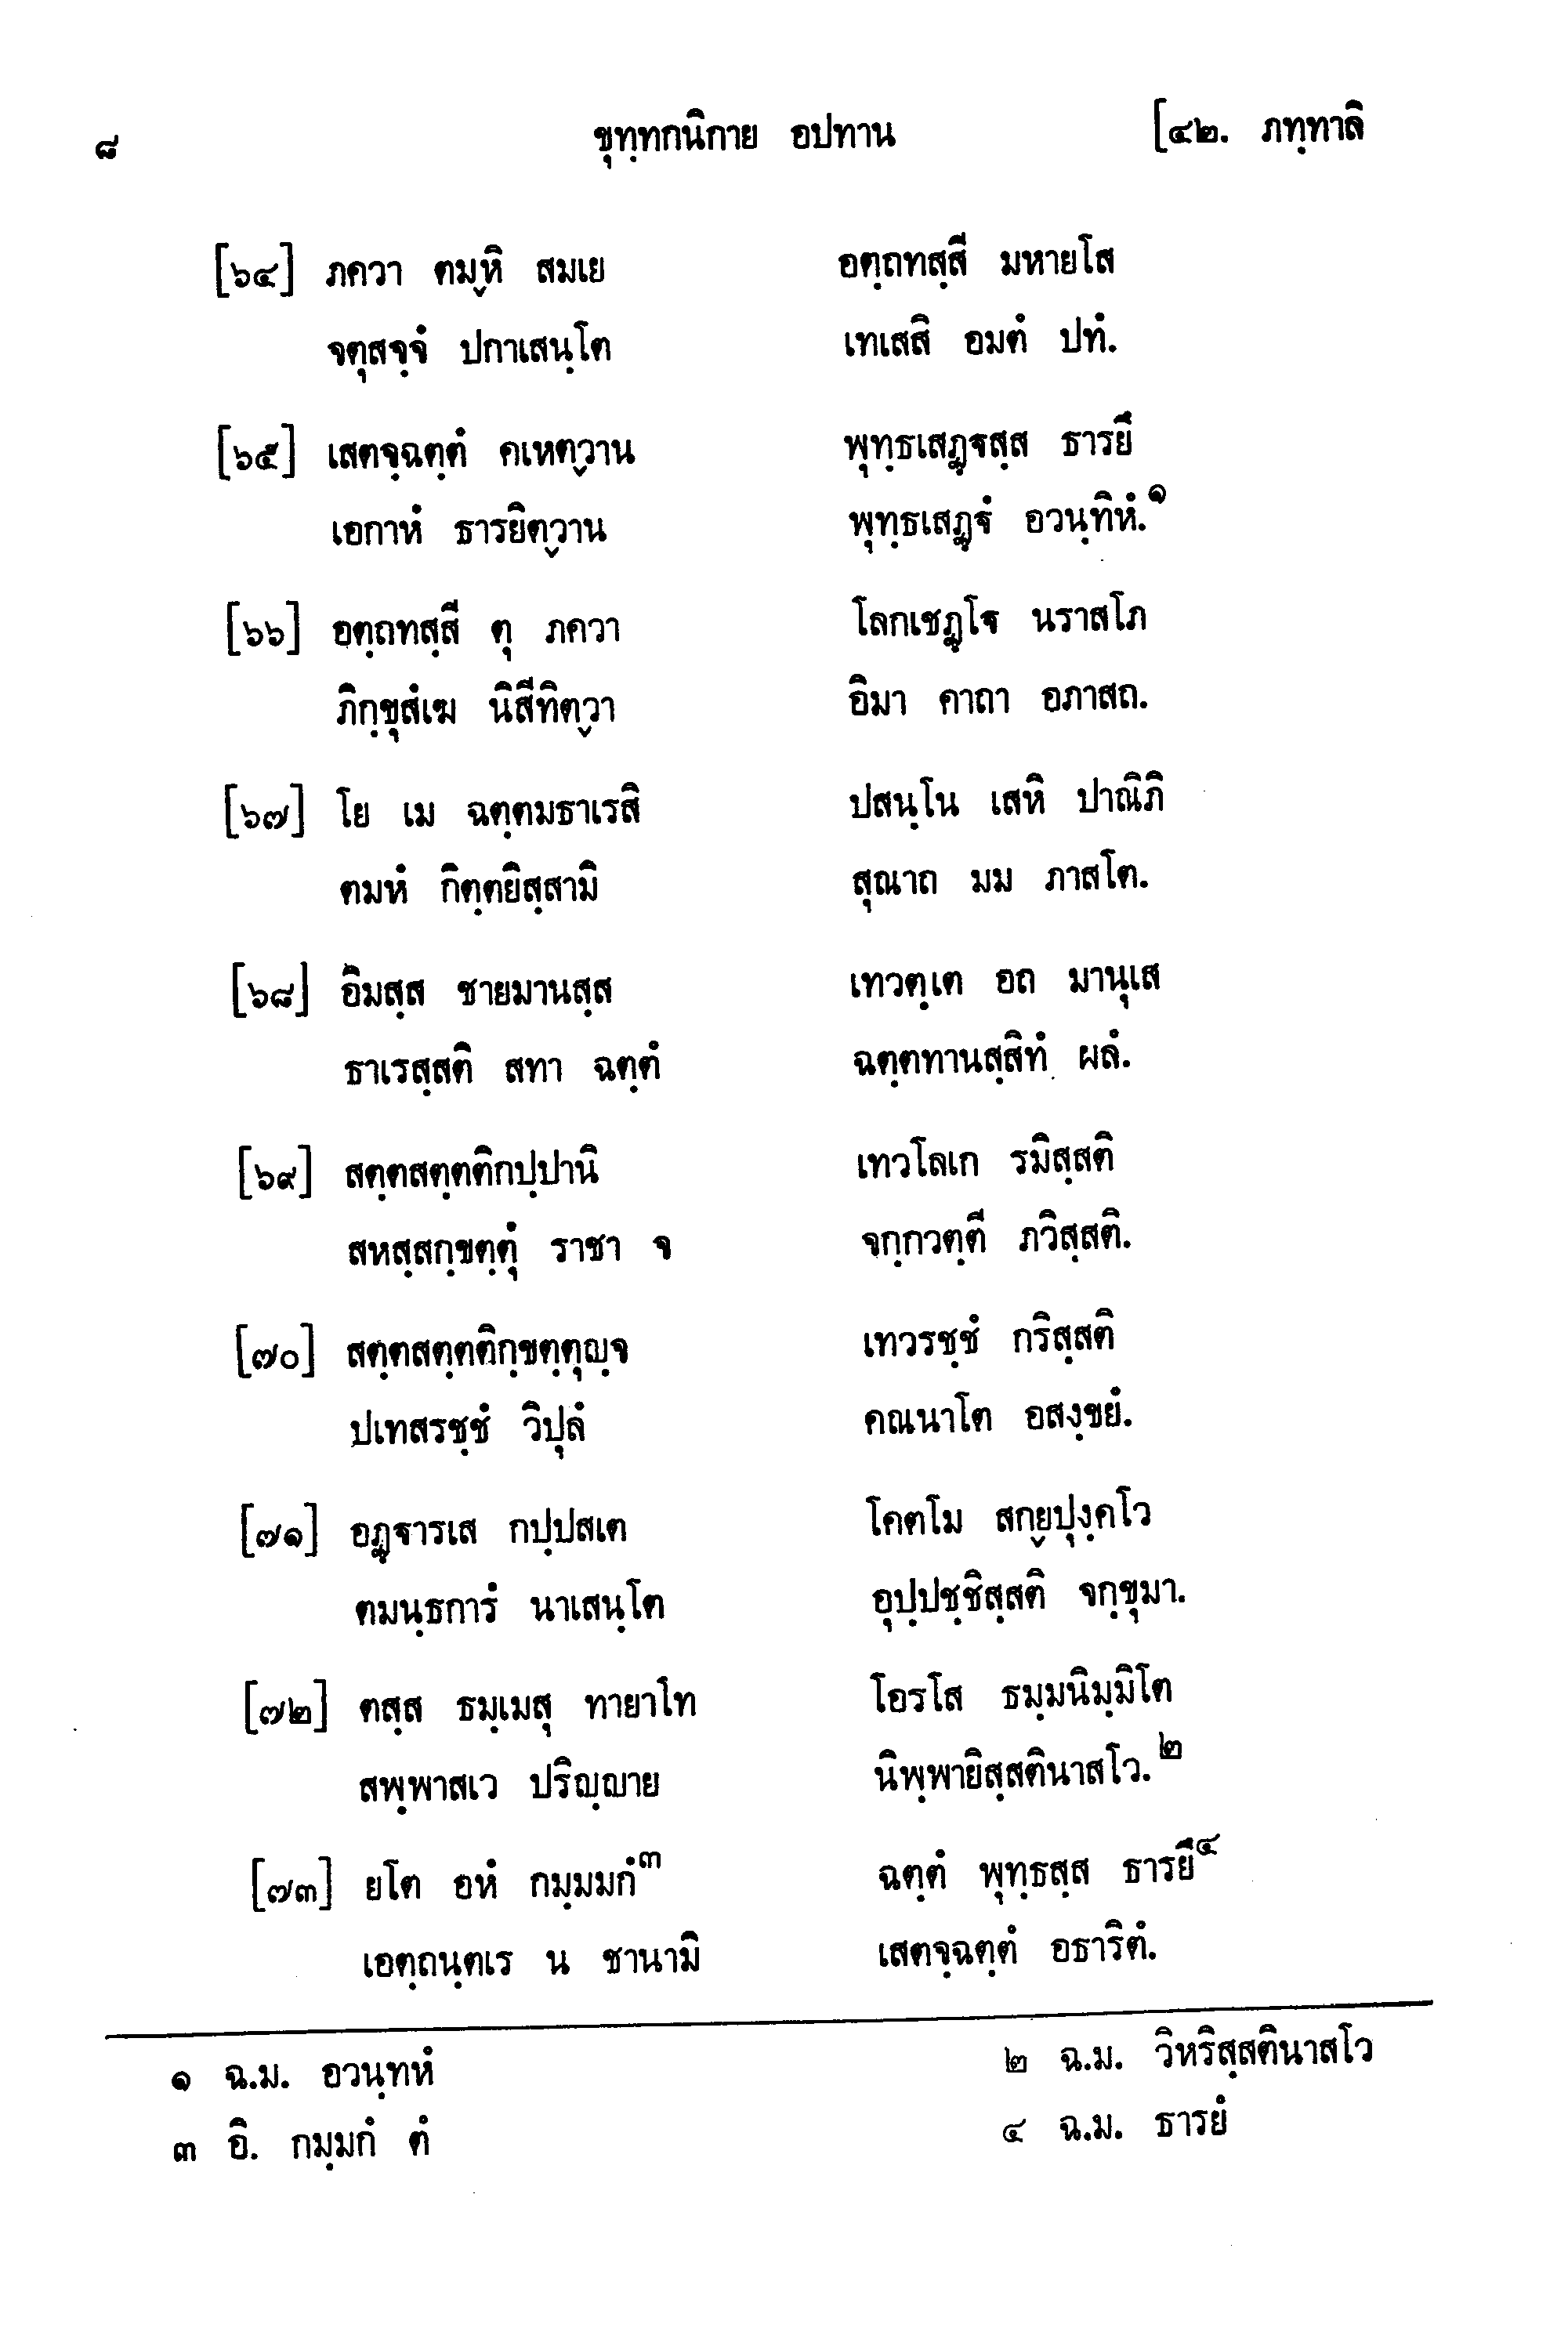 ๘ ขุทฺทกนิกาย อปทาน [๔๒. ภทฺทาลิ
[๖๔] ภควา ตมฺหิ สมเย อตฺถทสฺสี มหายโส
จตุสจฺจํ ปกาเสนฺโต เทเสสิ อมตํ ปทํ.
[๖๕] เสตจฺฉตฺตํ คเหตฺวาน พุทฺธเสฏฺฐสฺส ธารยึ
เอกาหํ ธารยิตฺวาน พุทฺธเสฏฺฐํ อวนฺทิหํ.๑
[๖๖] อตฺถทสฺสี ตุ ภควา โลกเชฏฺโฐ นราสโภ
ภิกฺขุสํเฆ นิสีทิตฺวา อิมา คาถา อภาสถ.
[๖๗] โย เม ฉตฺตมธาเรสิ ปสนฺโน เสหิ ปาณิภิ
ตมหํ กิตฺตยิสฺสามิ สุณาถ มม ภาสโต.
[๖๘] อิมสฺส ชายมานสฺส เทวตฺเต อถ มานุเส
ธาเรสฺสติ สทา ฉตฺตํ ฉตฺตทานสฺสิทํ ผลํ.
[๖๙] สตฺตสตฺตติกปฺปานิ เทวโลเก รมิสฺสติ
สหสฺสกฺขตฺตุํ ราชา จ จกฺกวตฺตี ภวิสฺสติ.
[๗๐] สตฺตสตฺตติกฺขตฺตุญฺจ เทวรชฺชํ กริสฺสติ
ปเทสรชฺชํ วิปุลํ คณนาโต อสงฺขยํ.
[๗๑] อฏฺฐารเส กปฺปสเต โคตโม สกฺยปุงฺคโว
ตมนฺธการํ นาเสนฺโต อุปฺปชฺชิสฺสติ จกฺขุมา.
[๗๒] ตสฺส ธมฺเมสุ ทายาโท โอรโส ธมฺมนิมฺมิโต
สพฺพาสเว ปริญฺญาย นิพฺพายิสฺสตินาสโว.๒
[๗๓] ยโต อหํ กมฺมมกํ๓ ฉตฺตํ พุทฺธสฺส ธารยึ๔
เอตฺถนฺตเร น ชานามิ เสตจฺฉตฺตํ อธาริตํ.
๑ ฉ.ม. อวนฺทหํ ๒ ฉ.ม. วิหริสฺสตินาสโว
๓ อิ. กมฺมกํ ตํ ๔ ฉ.ม. ธารยํ